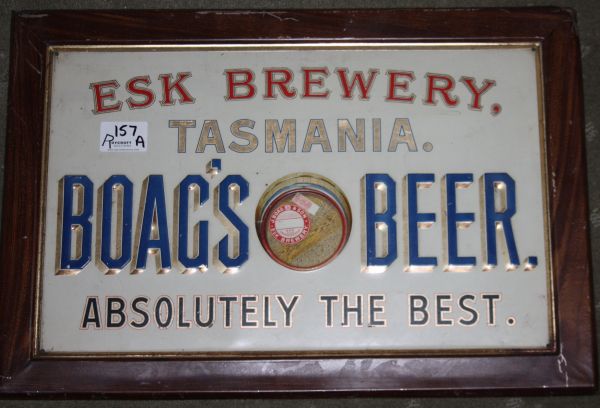 ESK BREWERY,
157
R A
TASMANIA.
BOAG'S BEER.
ABSOLUTELY THE BEST.